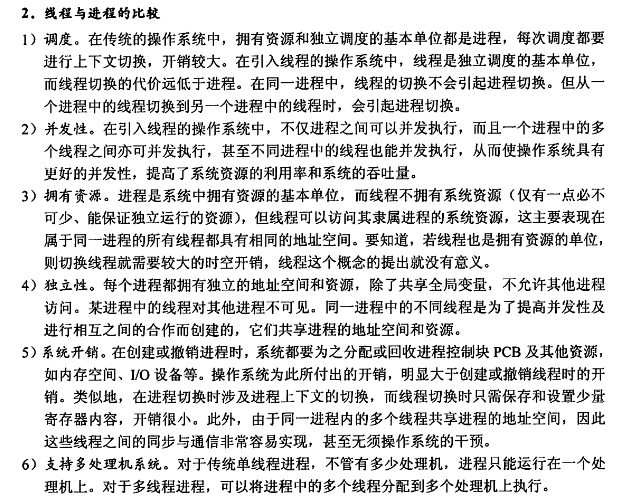 2．线程与进程的比较
1）调度。在传统的操作系统中，拥有资源和独立调度的基本单位都是进程，每次调度都要
进行上下文切换，开销较大。在引入线程的操作系统中，线程是独立调度的基本单位，
而线程切换的代价远低于进程。在同一进程中，线程的切换不会引起进程切换。但从一
个进程中的线程切换到另一个进程中的线程时，会引起进程切换。
2）并发性。在引入线程的操作系统中，不仅进程之间可以并发执行，而且一个进程中的多
个线程之间亦可并发执行，甚至不同进程中的线程也能并发执行，从而使操作系统具有
更好的并发性，提高了系统资源的利用率和系统的吞吐量。
3）拥有资源。进程是系统中拥有资源的基本单位，而线程不拥有系统资源（仅有一点必不
可少、能保证独立运行的资源），但线程可以访问其隶属进程的系统资源，这主要表现在
属于同一进程的所有线程都具有相同的地址空间。要知道，若线程也是拥有资源的单位，
则切换线程就需要较大的时空开销，线程这个概念的提出就没有意义。
4）独立性。每个进程都拥有独立的地址空间和资源，除了共享全局变量，不允许其他进程
访问。某进程中的线程对其他进程不可见。同一进程中的不同线程是为了提高并发性及
进行相互之间的合作而创建的，它们共享进程的地址空间和资源。
5）系统开销。在创建或撤销进程时，系统都要为之分配或回收进程控制块 PCB 及其他资源，
如内存空间、I/O 设备等。操作系统为此所付出的开销，明显大于创建或撤销线程时的开
销。类似地，在进程切换时涉及进程上下文的切换，而线程切换时只需保存和设置少量
寄存器内容，开销很小。此外，由于同一进程内的多个线程共享进程的地址空间，因此
这些线程之间的同步与通信非常容易实现，甚至无须操作系统的干预。
6）支持多处理机系统。对于传统单线程进程，不管有多少处理机，进程只能运行在一个处
理机上。对于多线程进程，可以将进程中的多个线程分配到多个处理机上执行。